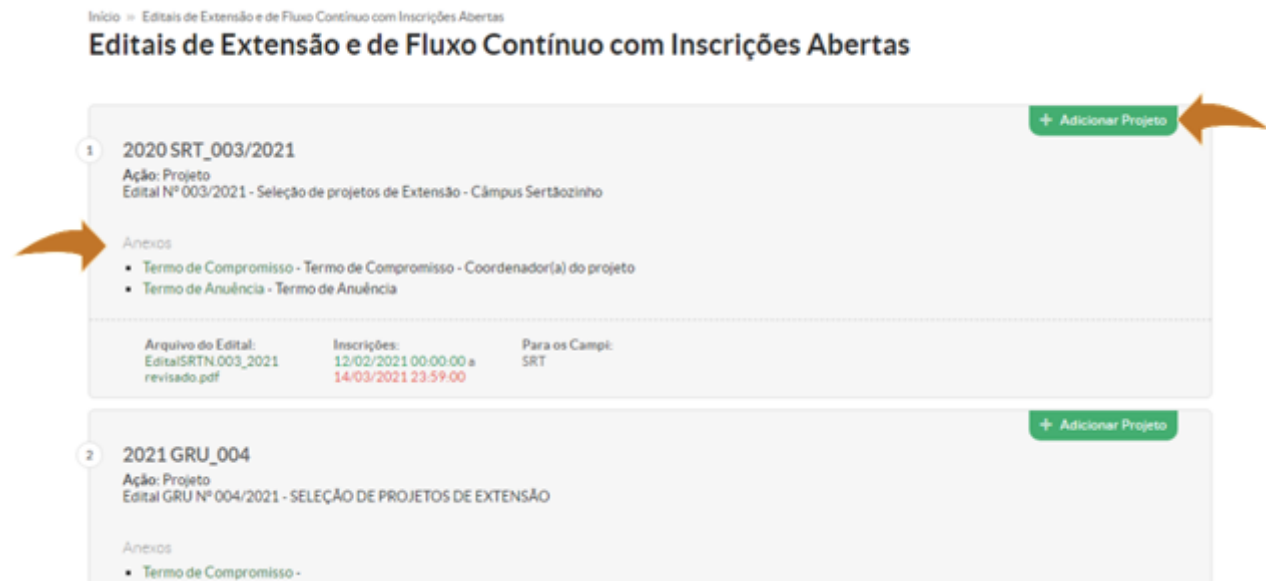 Início » Editais de Extensão e de Fluxo Contínuo com Inscrições Abertas
Editais de Extensão e de Fluxo Contínuo com Inscrições Abertas
+ Adicionar Projeto
1
2020 SRT_003/2021
Ação: Projeto
Edital Nº 003/2021 - Seleção de projetos de Extensão - Câmpus Sertãozinho
Anexos
• Termo de Compromisso - Termo de Compromisso - Coordenador(a) do projeto
• Termo de Anuência - Termo de Anuência
Arquivo do Edital: Inscrições: Para os Campi:
EditalSRTN.003_2021 12/02/2021 00:00:00 a SRT
revisado.pdf 14/03/2021 23:59:00
+ Adicionar Projeto
2
2021 GRU_004
Ação: Projeto
Edital GRU Nº 004/2021 - SELEÇÃO DE PROJETOS DE EXTENSÃO
Anexos
• Termo de Compromisso -